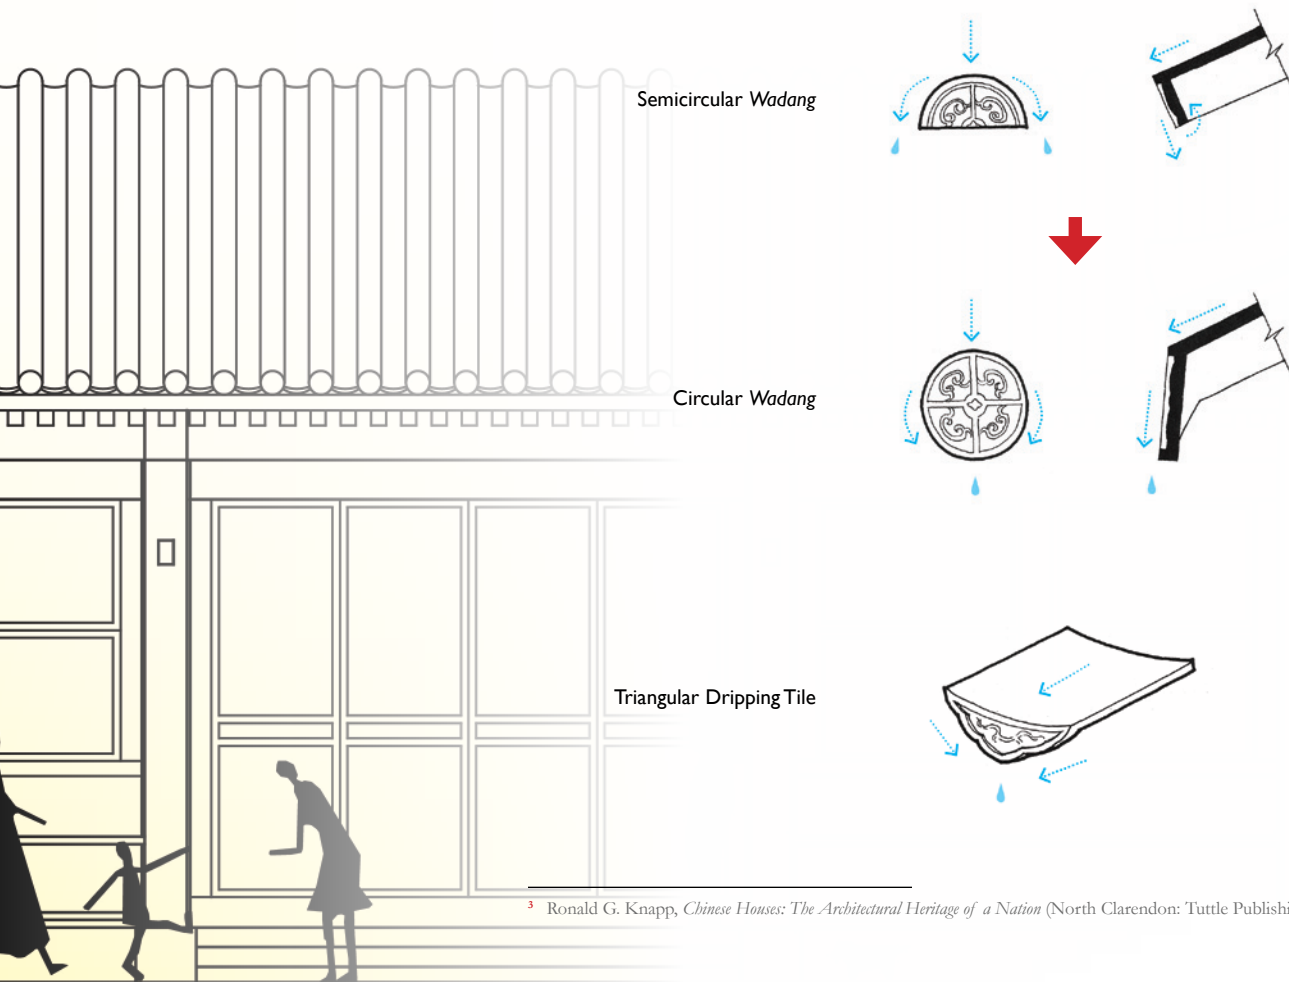 Semicircular Wadang
Circular Wadang
Triangular Dripping Tile
3 Ronald G. Knapp, Chinese Houses: The Architectural Heritage of a Nation (North Clarendon: Tuttle Publishi